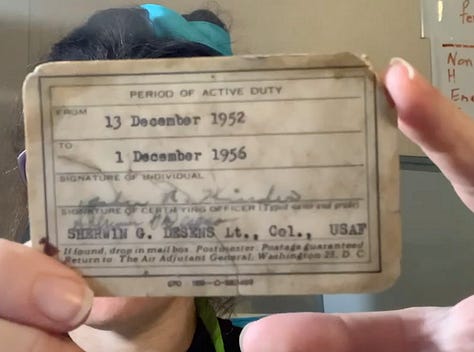 PERIOD OF ACTIVE DUTY
FROM
13 December 1952
TO
1 December 1956
SIGNATURE OF INDIVIDUAL
SIGNATURE OF CERTIFYING OFFICER (Typed name and grade)
SHERWIN G. DESENS Lt., Col., USAF
If found, drop in mail box. Postmaster: Postage guaranteed
Return to The Air Adjutant General, Washington 25, D. C
GPO
Non
H